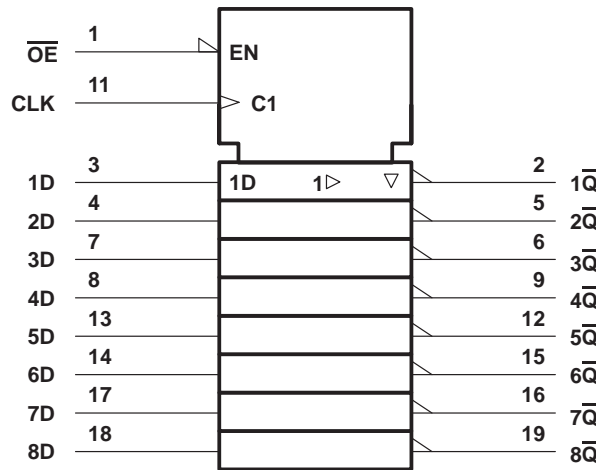 1
OE EN
11
CLK C1
3 2
1D 1D 1 1Q̅
4 5
2D 2Q̅
7 6
3D 3Q̅
8 9
4D 4Q̅
13 12
5D 5Q̅
14 15
6D 6Q̅
17 16
7D 7Q̅
18 19
8D 8Q̅